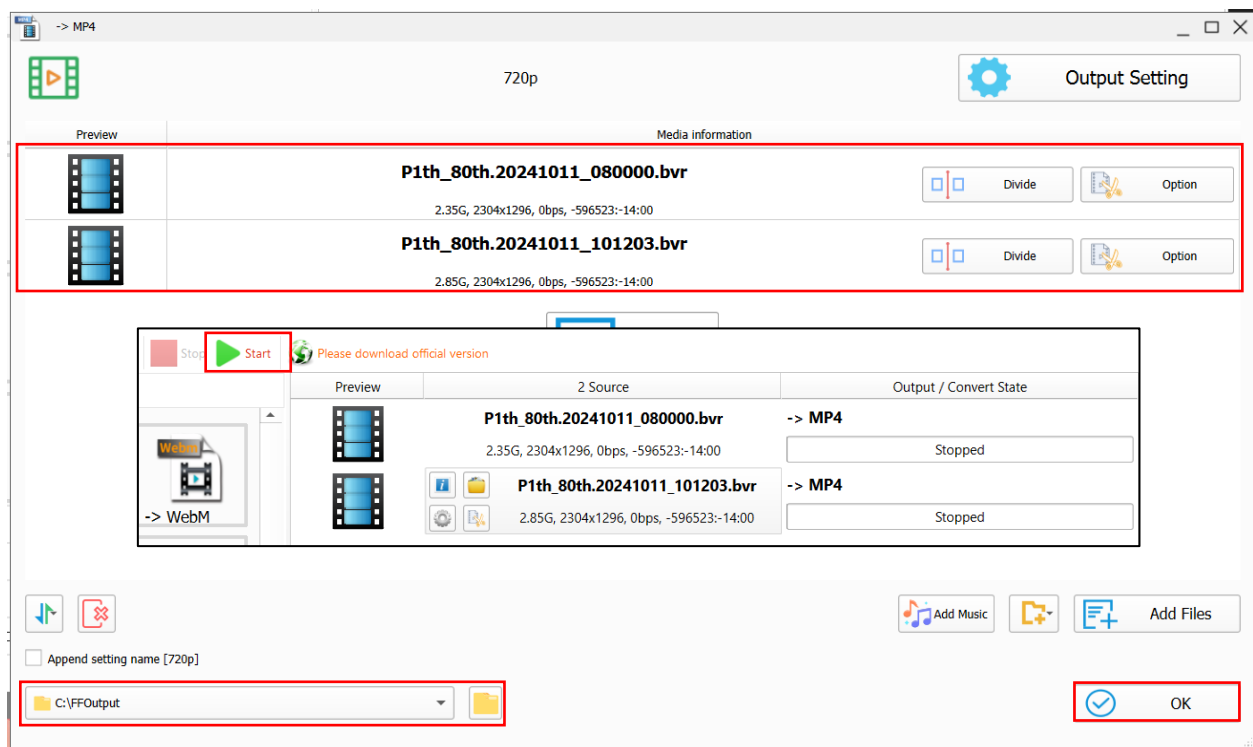 -> MP4
720p
Output Setting
Preview
Media information
P1th_80th.20241011_080000.bvr
2.35G, 2304x1296, 0bps, -596523:-14:00
Divide
Option
P1th_80th.20241011_101203.bvr
2.85G, 2304x1296, 0bps, -596523:-14:00
Divide
Option
Stop
Start
Please download official version
Preview
2 Source
Output / Convert State
P1th_80th.20241011_080000.bvr
-> MP4
2.35G, 2304x1296, 0bps, -596523:-14:00
Stopped
WebM
-> WebM
P1th_80th.20241011_101203.bvr
-> MP4
2.85G, 2304x1296, 0bps, -596523:-14:00
Stopped
Add Music
Add Files
Append setting name [720p]
C:\FFOutput
OK